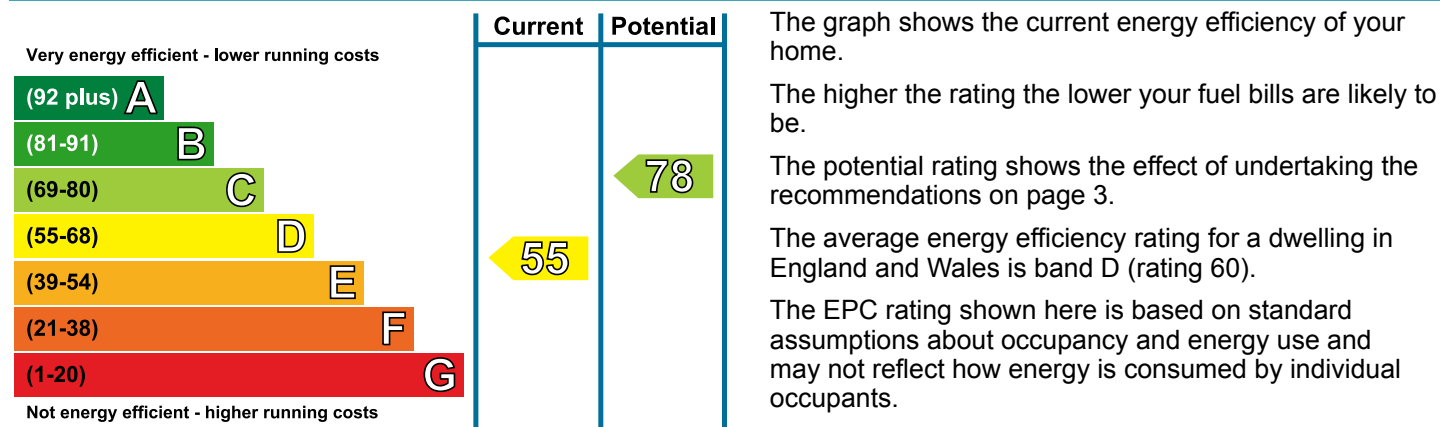 Current Potential
Very energy efficient - lower running costs
(92 plus) A
(81-91) B
(69-80) C
78
(55-68) D
55
(39-54) E
(21-38) F
(1-20) G
Not energy efficient - higher running costs
The graph shows the current energy efficiency of your
home.
The higher the rating the lower your fuel bills are likely to
be.
The potential rating shows the effect of undertaking the
recommendations on page 3.
The average energy efficiency rating for a dwelling in
England and Wales is band D (rating 60).
The EPC rating shown here is based on standard
assumptions about occupancy and energy use and
may not reflect how energy is consumed by individual
occupants.